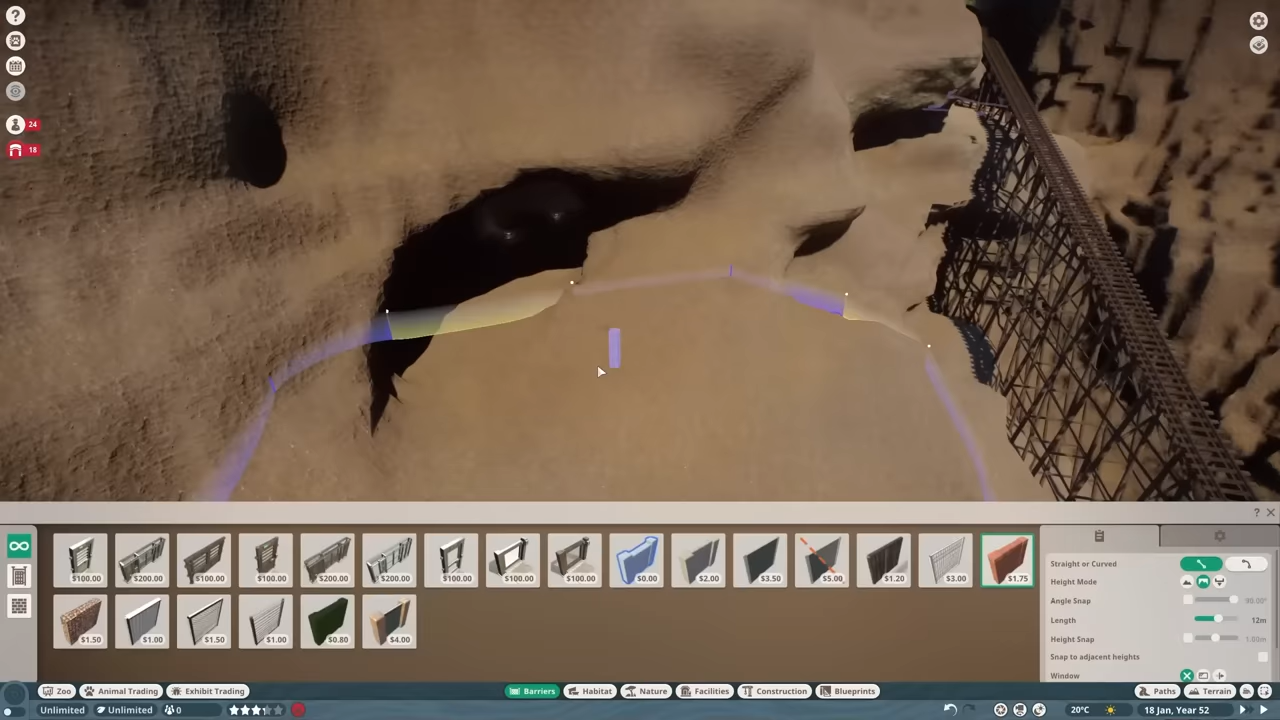 ?
24
18
? ×
$100.00 $200.00 $100.00 $100.00 $200.00 $200.00 $100.00 $100.00 $100.00 $0.00 $2.00 $3.50 $5.00 $1.20 $3.00 $1.75
$1.50 $1.00 $1.50 $1.00 $0.80 $4.00
Straight or Curved
Height Mode
Angle Snap 90.00°
Length 12m
Height Snap 1.00m
Snap to adjacent heights
Window
Zoo Animal Trading Exhibit Trading Barriers Habitat Nature Facilities Construction Blueprints Paths Terrain
Unlimited Unlimited 0 20°C 18 Jan, Year 52